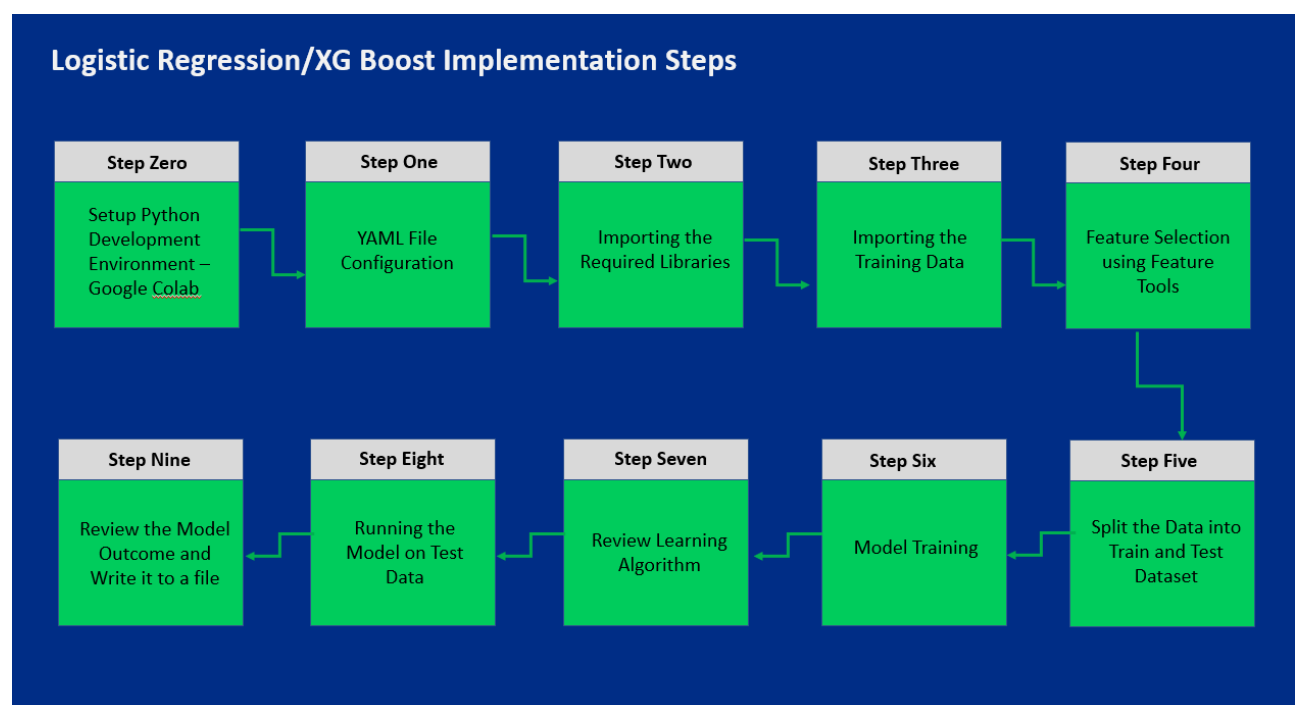 Logistic Regression/XG Boost Implementation Steps
Step Zero
Setup Python
Development
Environment –
Google Colab
Step One
YAML File
Configuration
Step Two
Importing the
Required Libraries
Step Three
Importing the
Training Data
Step Four
Feature Selection
using Feature
Tools
Step Five
Split the Data into
Train and Test
Dataset
Step Six
Model Training
Step Seven
Review Learning
Algorithm
Step Eight
Running the
Model on Test
Data
Step Nine
Review the Model
Outcome and
Write it to a file